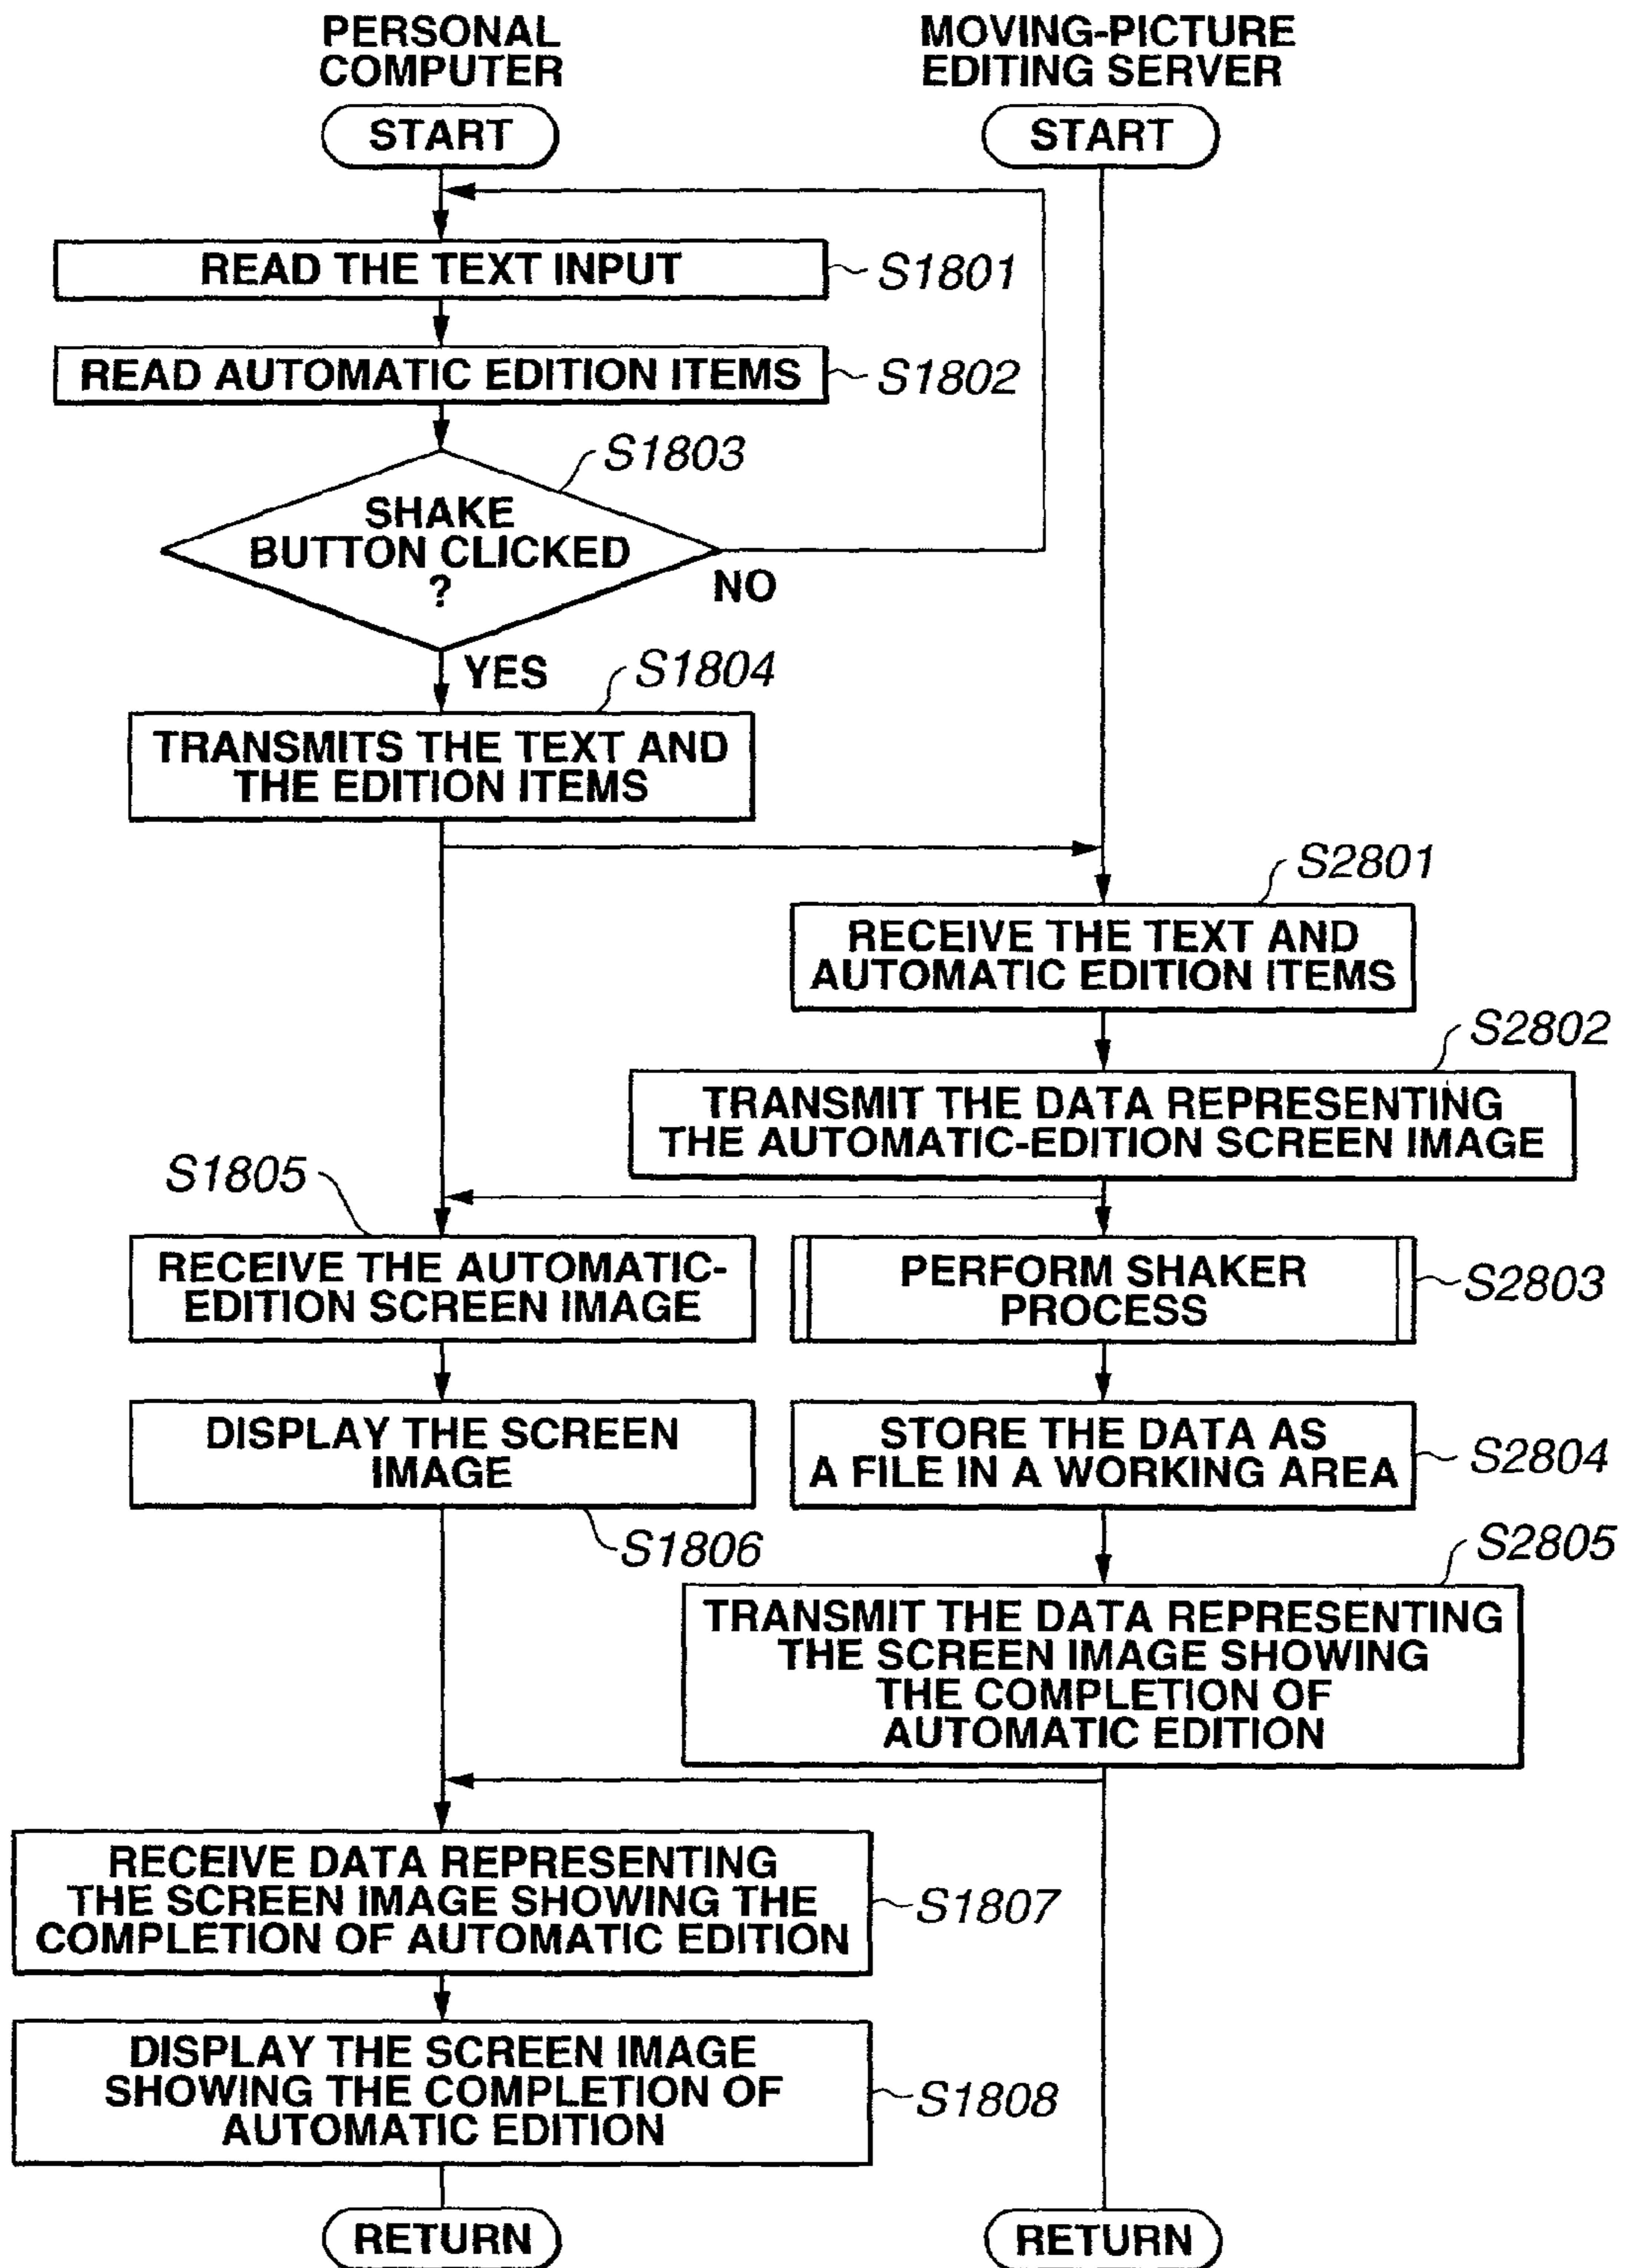 PERSONAL
COMPUTER
MOVING-PICTURE
EDITING SERVER
START
START
READ THE TEXT INPUT
S1801
READ AUTOMATIC EDITION ITEMS
S1802
S1803
SHAKE
BUTTON CLICKED
?
NO
YES
S1804
TRANSMITS THE TEXT AND
THE EDITION ITEMS
S2801
RECEIVE THE TEXT AND
AUTOMATIC EDITION ITEMS
S2802
TRANSMIT THE DATA REPRESENTING
THE AUTOMATIC-EDITION SCREEN IMAGE
S1805
RECEIVE THE AUTOMATIC-
EDITION SCREEN IMAGE
PERFORM SHAKER
PROCESS
S2803
DISPLAY THE SCREEN
IMAGE
S1806
STORE THE DATA AS
A FILE IN A WORKING AREA
S2804
S2805
TRANSMIT THE DATA REPRESENTING
THE SCREEN IMAGE SHOWING
THE COMPLETION OF
AUTOMATIC EDITION
RECEIVE DATA REPRESENTING
THE SCREEN IMAGE SHOWING THE
COMPLETION OF AUTOMATIC EDITION
S1807
DISPLAY THE SCREEN IMAGE
SHOWING THE COMPLETION OF
AUTOMATIC EDITION
S1808
RETURN
RETURN